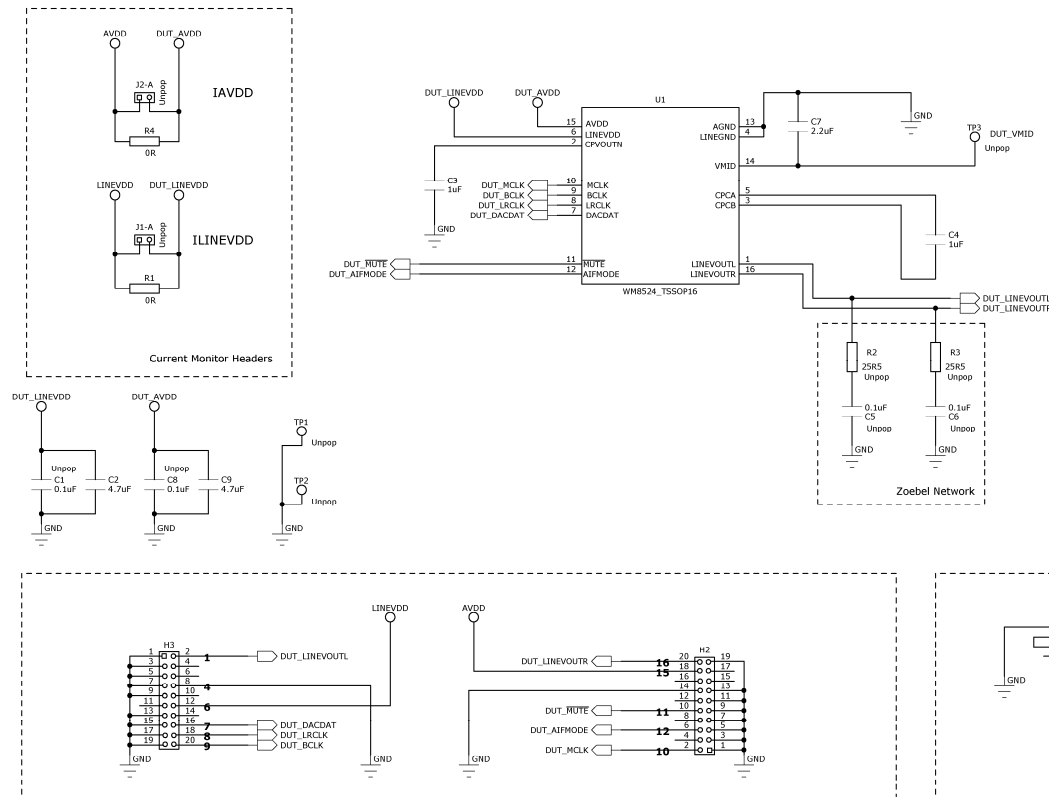 AVDD
DUT_AVDD
J2-A
Unpop
IAVDD
R4
0R
LINEVDD
DUT_LINEVDD
J1-A
Unpop
ILINEVDD
R1
0R
Current Monitor Headers
DUT_LINEVDD
DUT_AVDD
U1
15 AVDD
6 LINEVDD
2 CPVOUTN
C3
1uF
GND
DUT_MCLK 10 MCLK
DUT_BCLK 9 BCLK
DUT_LRCLK 8 LRCLK
DUT_DACDAT 7 DACDAT
DUT_MUTE 11 MUTE
DUT_AIFMODE 12 AIFMODE
WM8524_TSSOP16
AGND 13
LINEGND 4
VMID 14
CPCA 5
CPCB 3
LINEVOUTL 1
LINEVOUTR 16
C7
2.2uF
GND
TP3
DUT_VMID
Unpop
C4
1uF
DUT_LINEVOUTL
DUT_LINEVOUTR
R2
25R5
Unpop
R3
25R5
Unpop
0.1uF
C5
Unpop
0.1uF
C6
Unpop
GND
GND
Zoebel Network
DUT_LINEVDD
Unpop
C1
0.1uF
C2
4.7uF
GND
DUT_AVDD
Unpop
C8
0.1uF
C9
4.7uF
GND
TP1
Unpop
TP2
Unpop
GND
LINEVDD
H3
1 2 1 DUT_LINEVOUTL
3 4
5 6
7 8 4
9 10
11 12 6
13 14
15 16 7 DUT_DACDAT
17 18 8 DUT_LRCLK
19 20 9 DUT_BCLK
GND
GND
AVDD
H2
DUT_LINEVOUTR 16 20 19
15 18 17
16 15
14 13
12 11
DUT_MUTE 11 10 9
8 7
DUT_AIFMODE 12 6 5
4 3
DUT_MCLK 10 2 1
GND
GND
GND